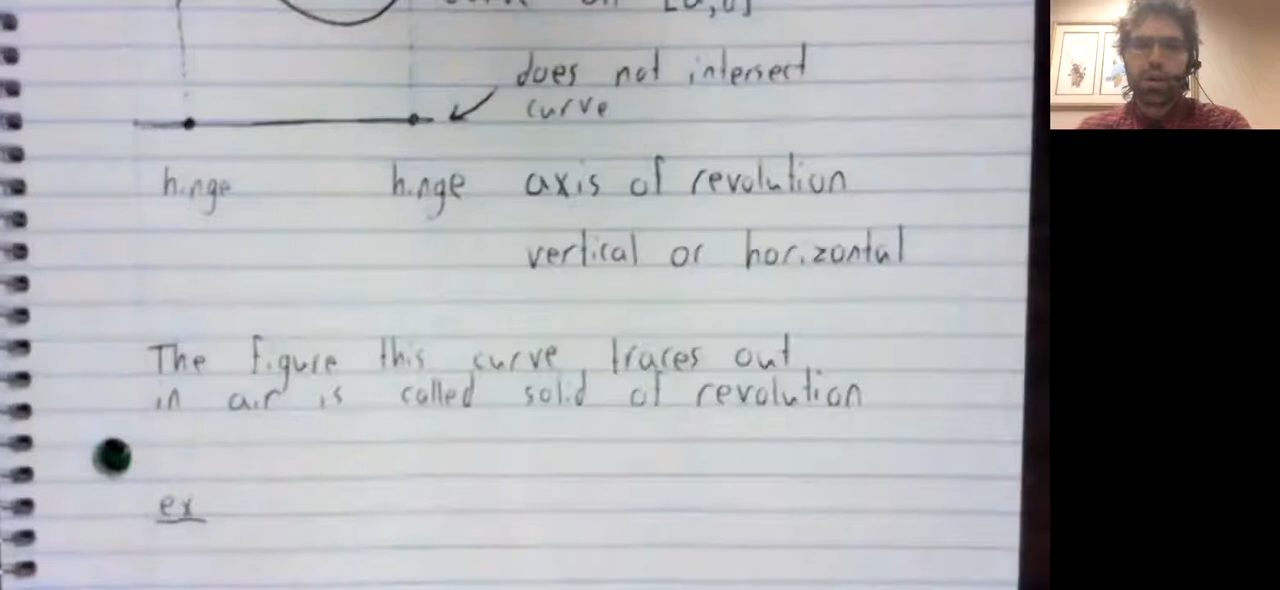 on [a,b]
does not intersect
curve
hinge hinge axis of revolution
vertical or horizontal
The figure this curve traces out
in air is called solid of revolution
ex